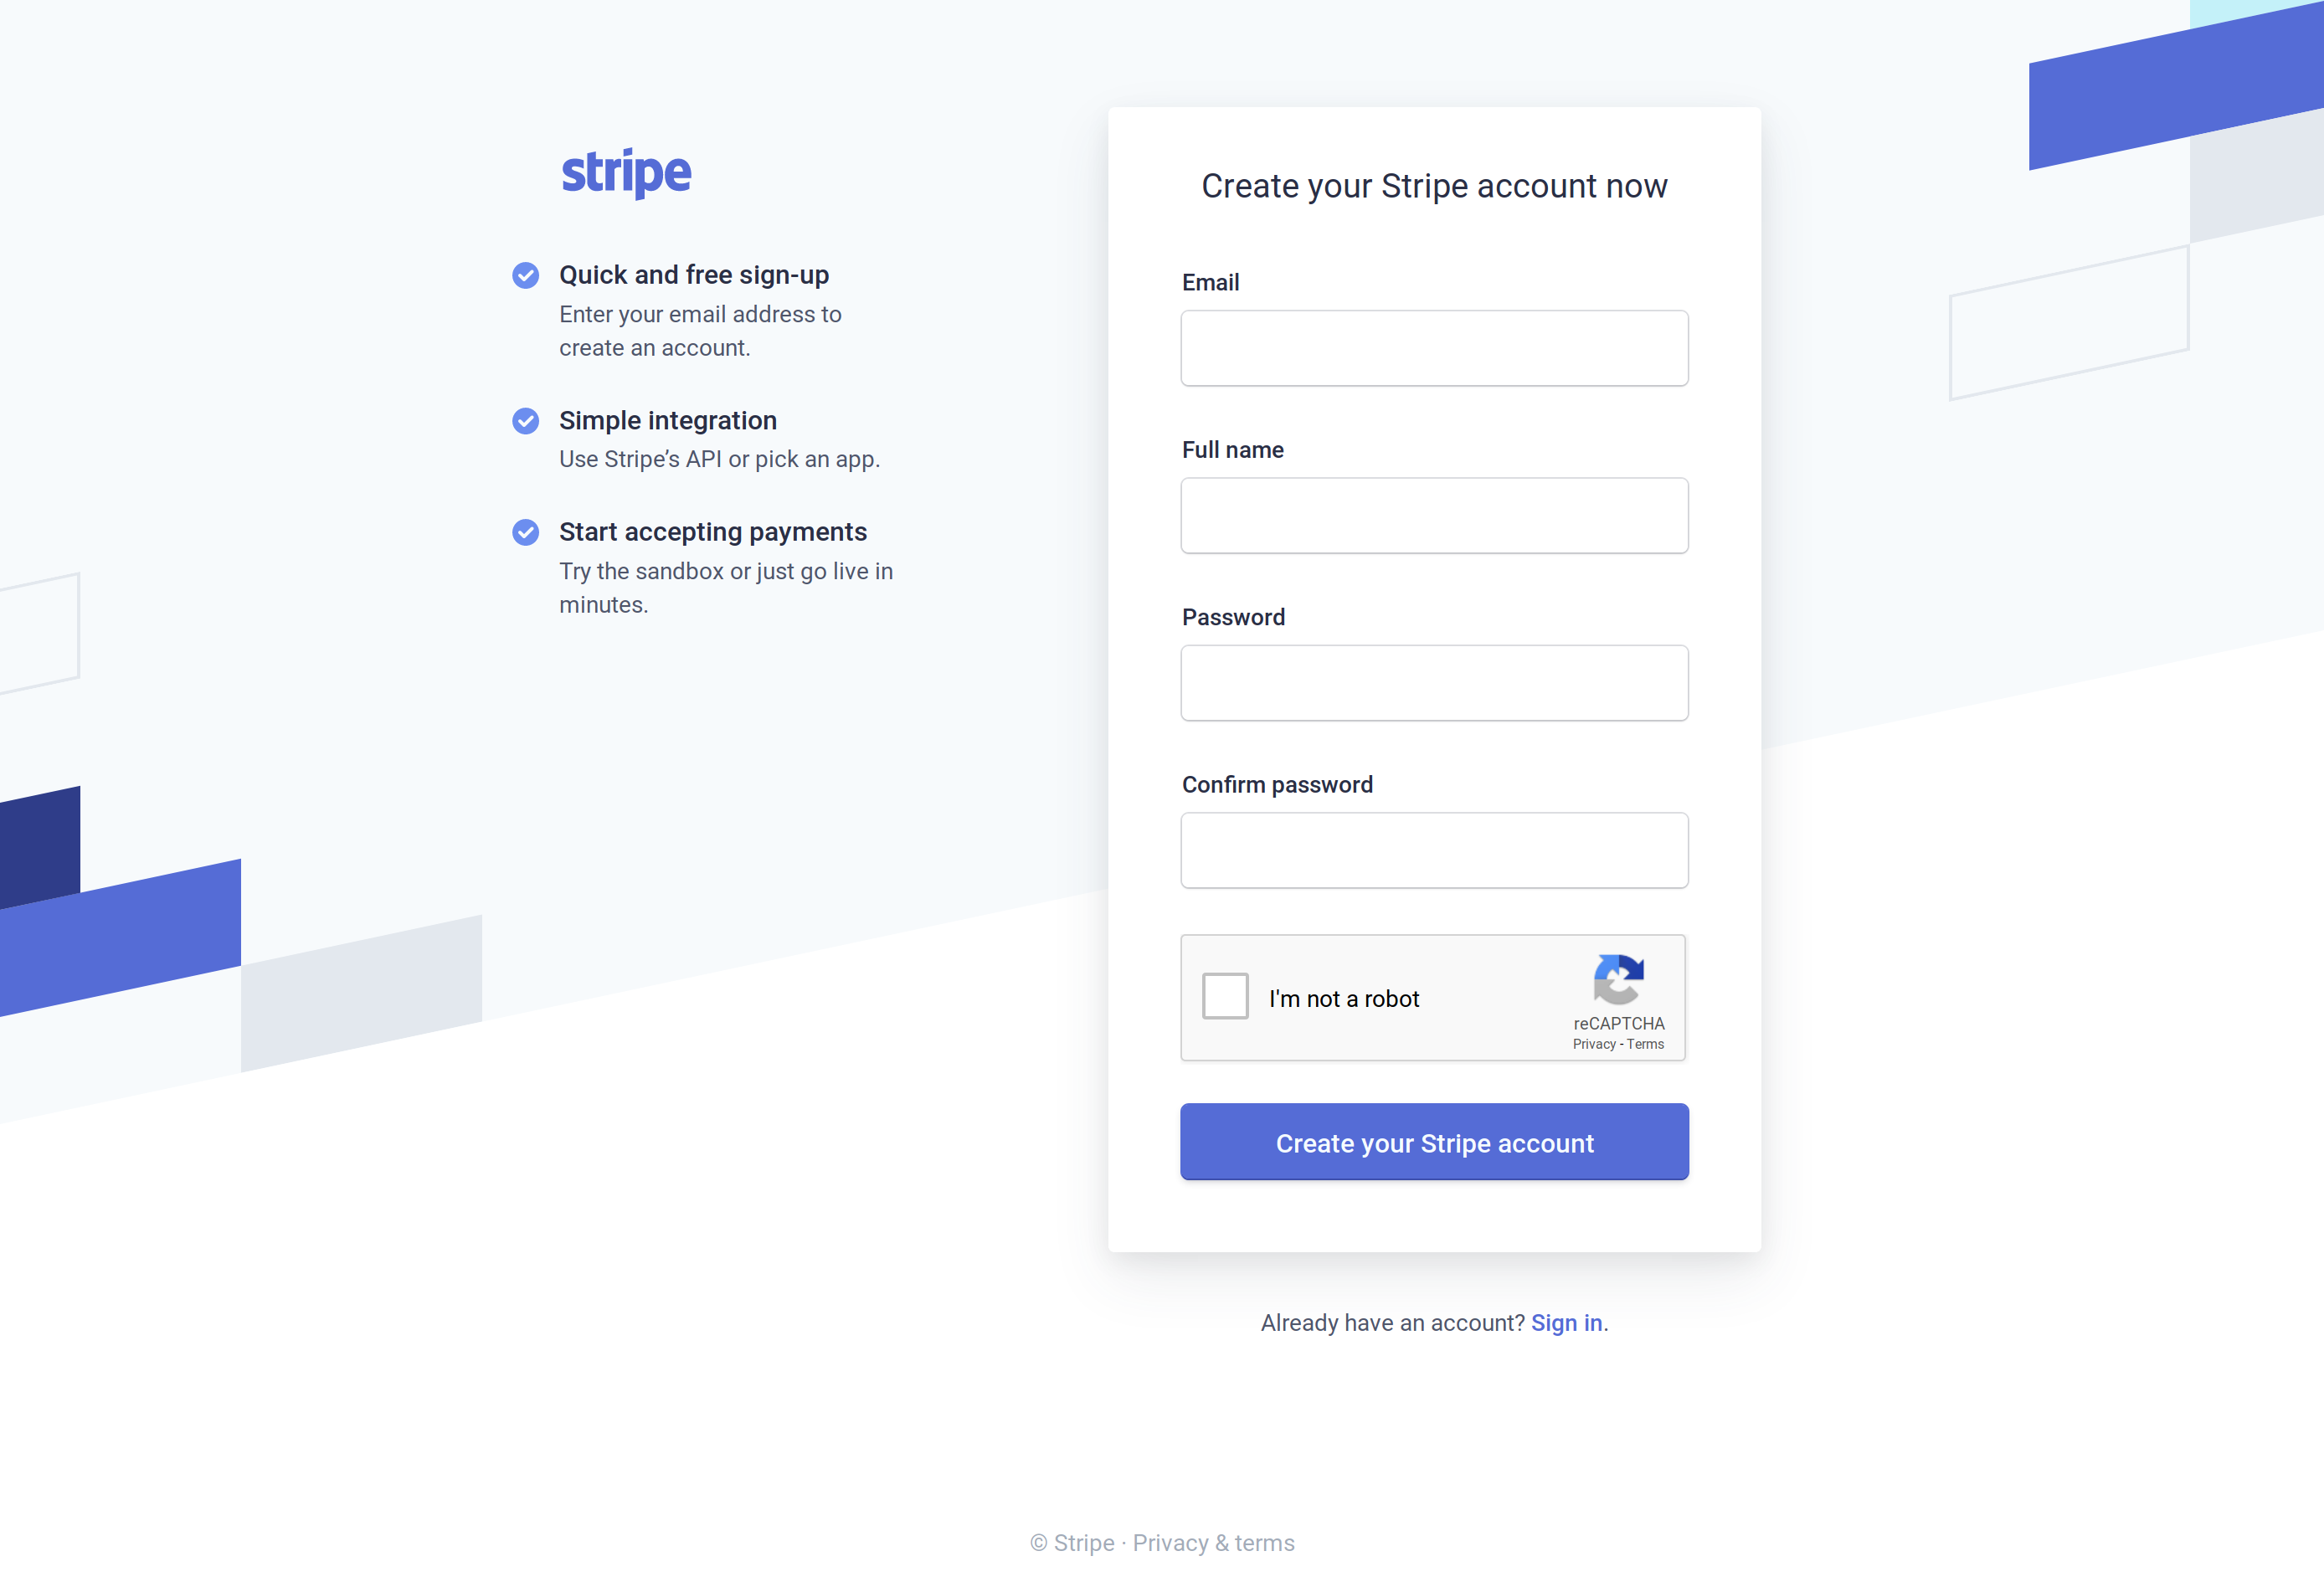 stripe
Quick and free sign-up
Enter your email address to
create an account.
Simple integration
Use Stripe’s API or pick an app.
Start accepting payments
Try the sandbox or just go live in
minutes.
Create your Stripe account now
Email
Full name
Password
Confirm password
I'm not a robot
reCAPTCHA
Privacy - Terms
Create your Stripe account
Already have an account? Sign in.
© Stripe · Privacy & terms